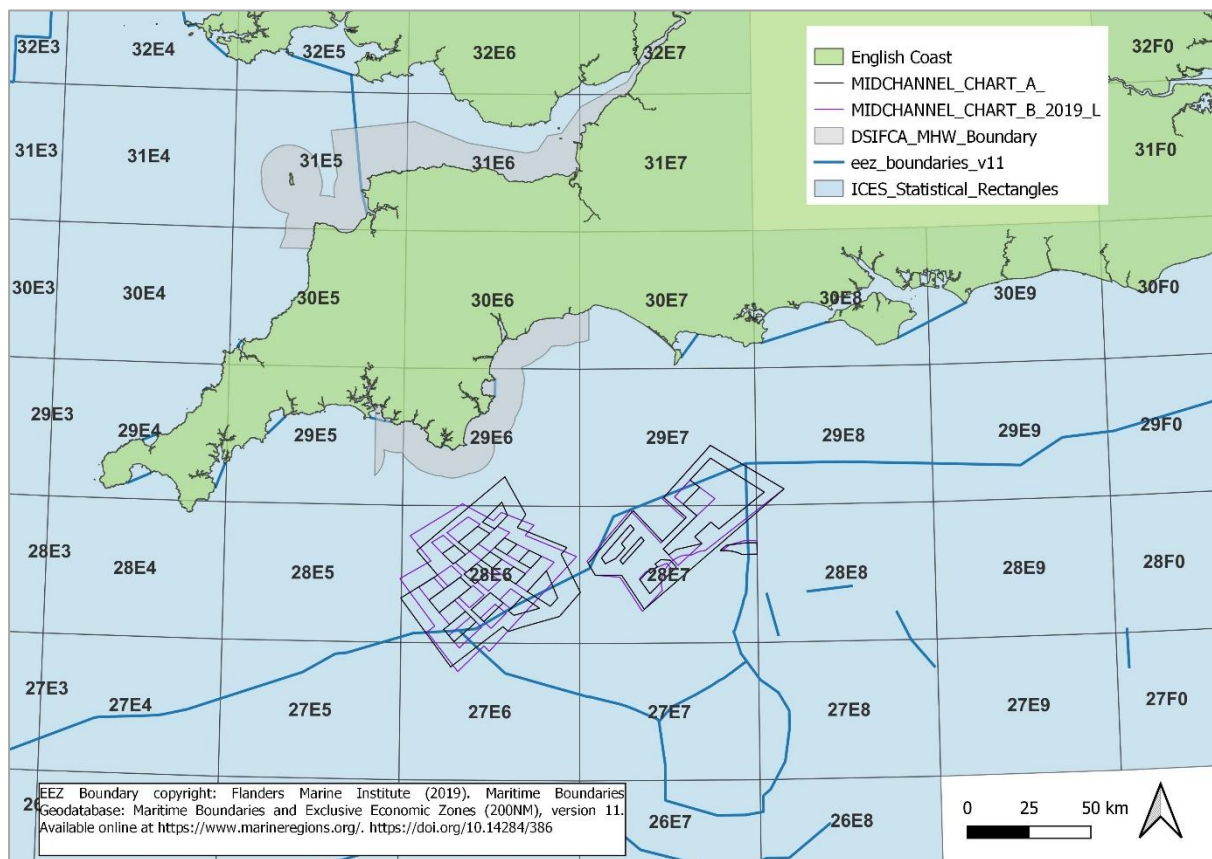 32E3 32E4 32E5 32E6 32E7 32F0
English Coast
MIDCHANNEL_CHART_A_
MIDCHANNEL_CHART_B_2019_L
DSIFCA_MHW_Boundary
eez_boundaries_v11
ICES_Statistical_Rectangles
31E3 31E4 31E5 31E6 31E7 31F0
30E3 30E4 30E5 30E6 30E7 30E8 30E9 30F0
29E3 29E4 29E5 29E6 29E7 29E8 29E9 29F0
28E3 28E4 28E5 28E6 28E7 28E8 28E9 28F0
27E3 27E4 27E5 27E6 27E7 27E8 27E9 27F0
26E7 26E8
EEZ Boundary copyright: Flanders Marine Institute (2019). Maritime Boundaries
Geodatabase: Maritime Boundaries and Exclusive Economic Zones (200NM), version 11.
Available online at https://www.marineregions.org/. https://doi.org/10.14284/386
0 25 50 km